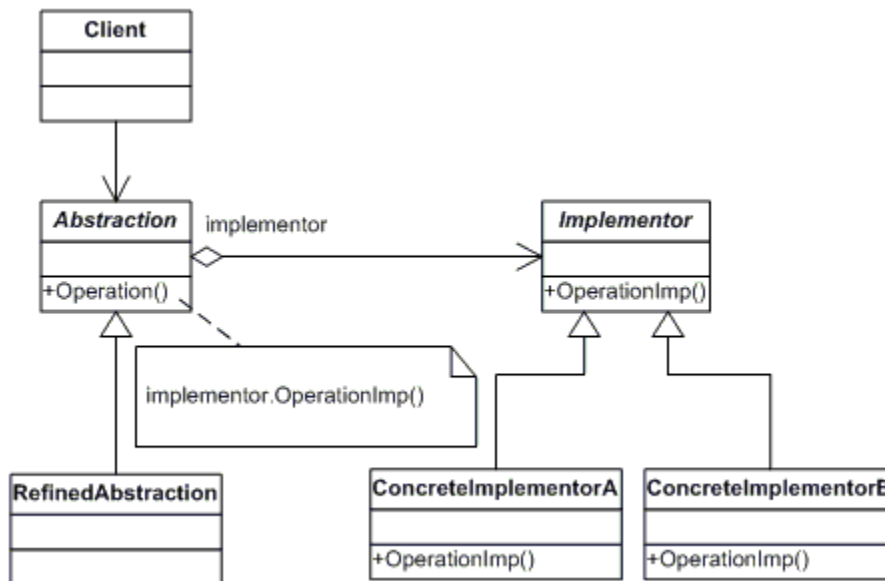 Client
Abstraction
implementor
Implementor
+Operation()
+OperationImp()
implementor.OperationImp()
RefinedAbstraction
ConcreteImplementorA
ConcreteImplementorB
+OperationImp()
+OperationImp()